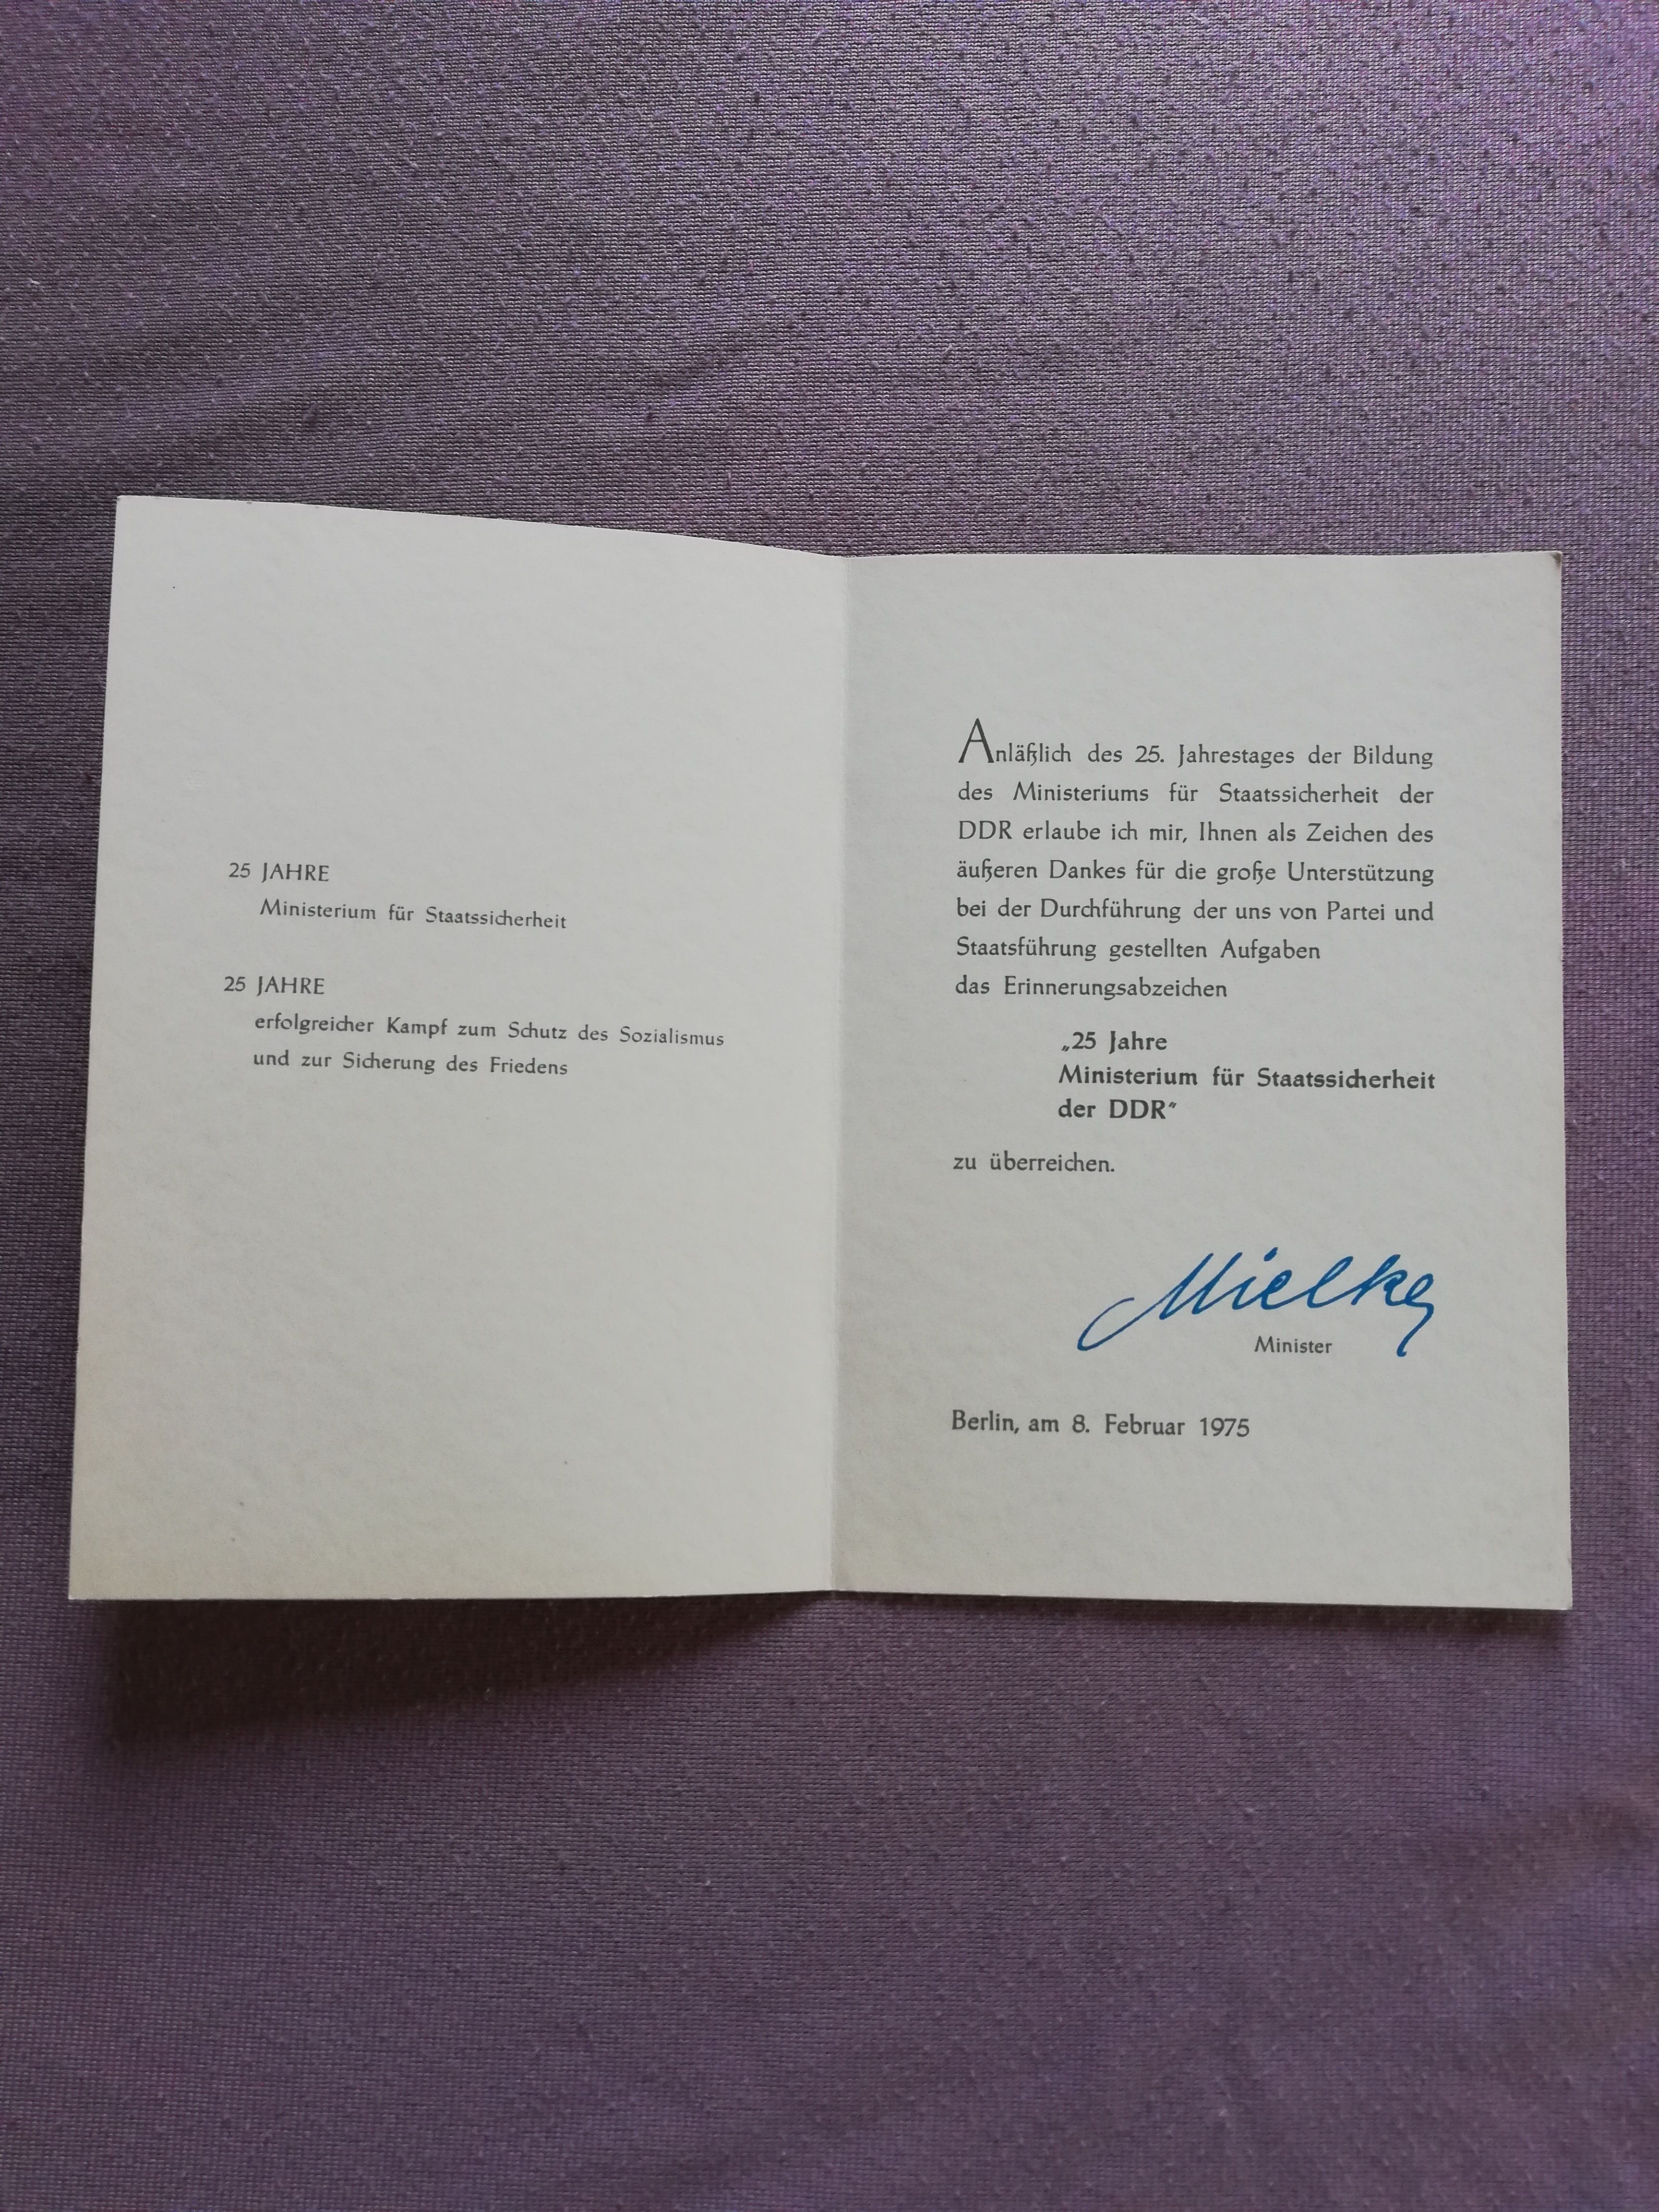 25 JAHRE
Ministerium für Staatssicherheit
25 JAHRE
erfolgreicher Kampf zum Schutz des Sozialismus
und zur Sicherung des Friedens
Anläßlich des 25. Jahrestages der Bildung
des Ministeriums für Staatssicherheit der
DDR erlaube ich mir, Ihnen als Zeichen des
äußeren Dankes für die große Unterstützung
bei der Durchführung der uns von Partei und
Staatsführung gestellten Aufgaben
das Erinnerungsabzeichen
„25 Jahre
Ministerium für Staatssicherheit
der DDR“
zu überreichen.
Mielke
Minister
Berlin, am 8. Februar 1975